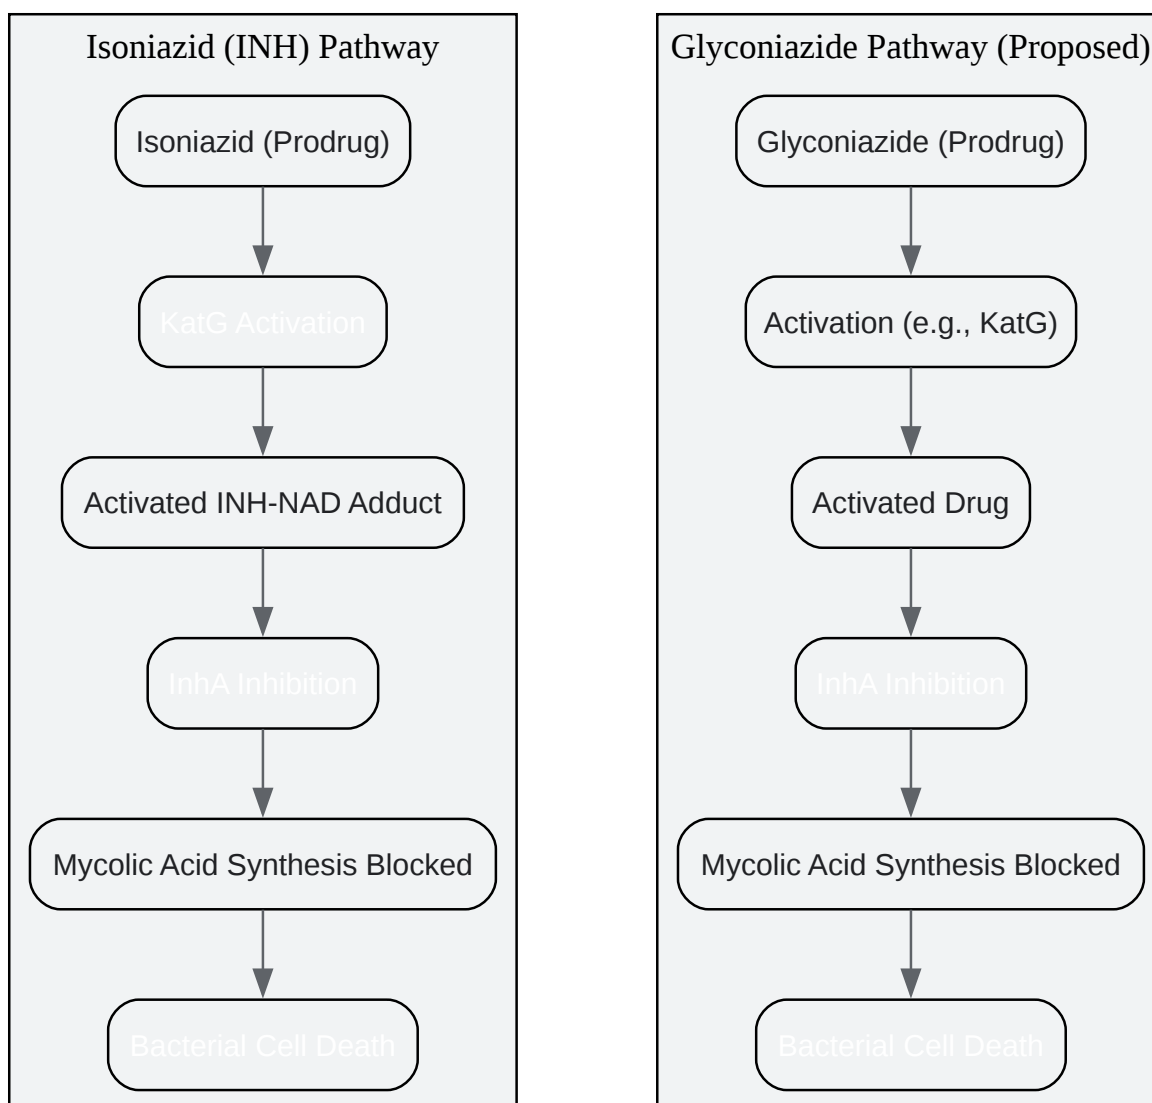 Isoniazid (INH) Pathway
Isoniazid (Prodrug)
KatG Activation
Activated INH-NAD Adduct
InhA Inhibition
Mycolic Acid Synthesis Blocked
Bacterial Cell Death
Glyconiazide Pathway (Proposed)
Glyconiazide (Prodrug)
Activation (e.g., KatG)
Activated Drug
InhA Inhibition
Mycolic Acid Synthesis Blocked
Bacterial Cell Death